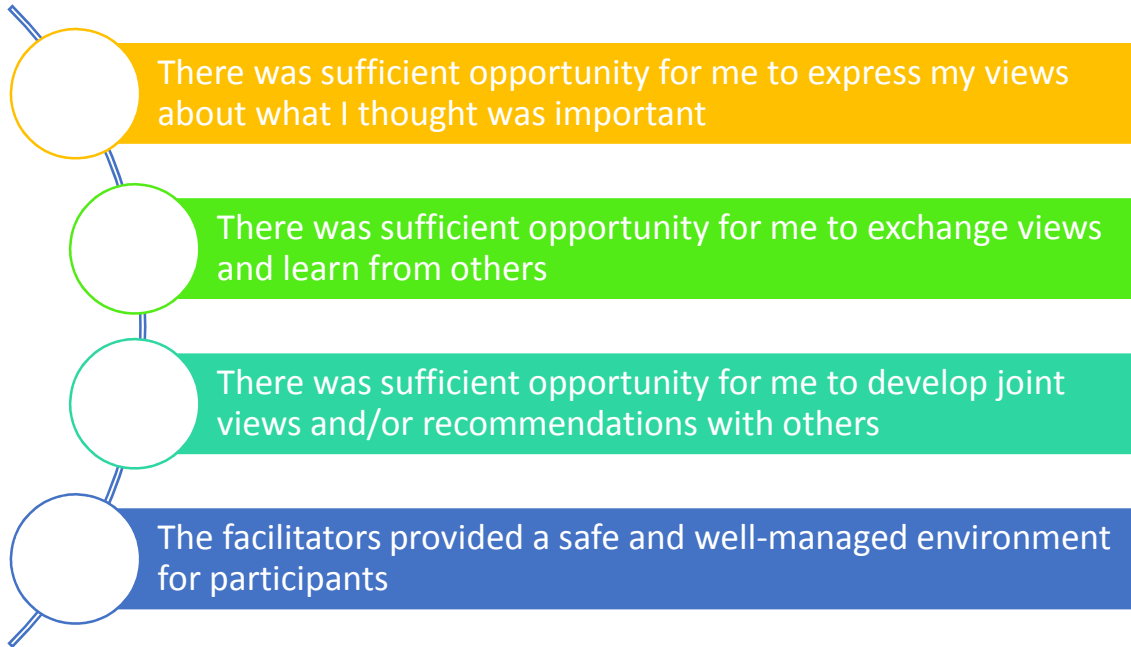 There was sufficient opportunity for me to express my views
about what I thought was important
There was sufficient opportunity for me to exchange views
and learn from others
There was sufficient opportunity for me to develop joint
views and/or recommendations with others
The facilitators provided a safe and well-managed environment
for participants